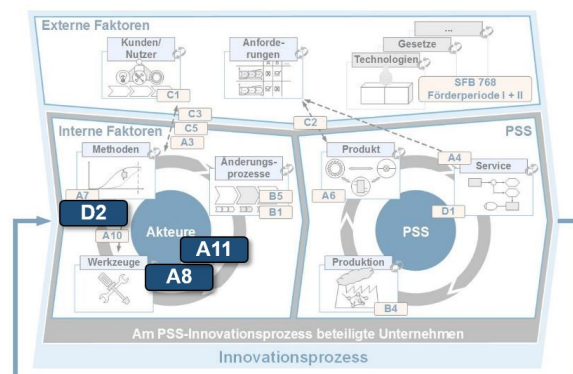 Externe Faktoren
Kunden/
Nutzer
C1
Anforde-
rungen
...
Gesetze
Technologien
SFB 768
Förderperiode I + II
C3
C5
A3
C2
Interne Faktoren
Methoden
A7
D2
A10
Änderungs-
prozesse
B5
B1
Akteure
A11
A8
Werkzeuge
PSS
Produkt
A6
A4
Service
D1
PSS
Produktion
B4
Am PSS-Innovationsprozess beteiligte Unternehmen
Innovationsprozess